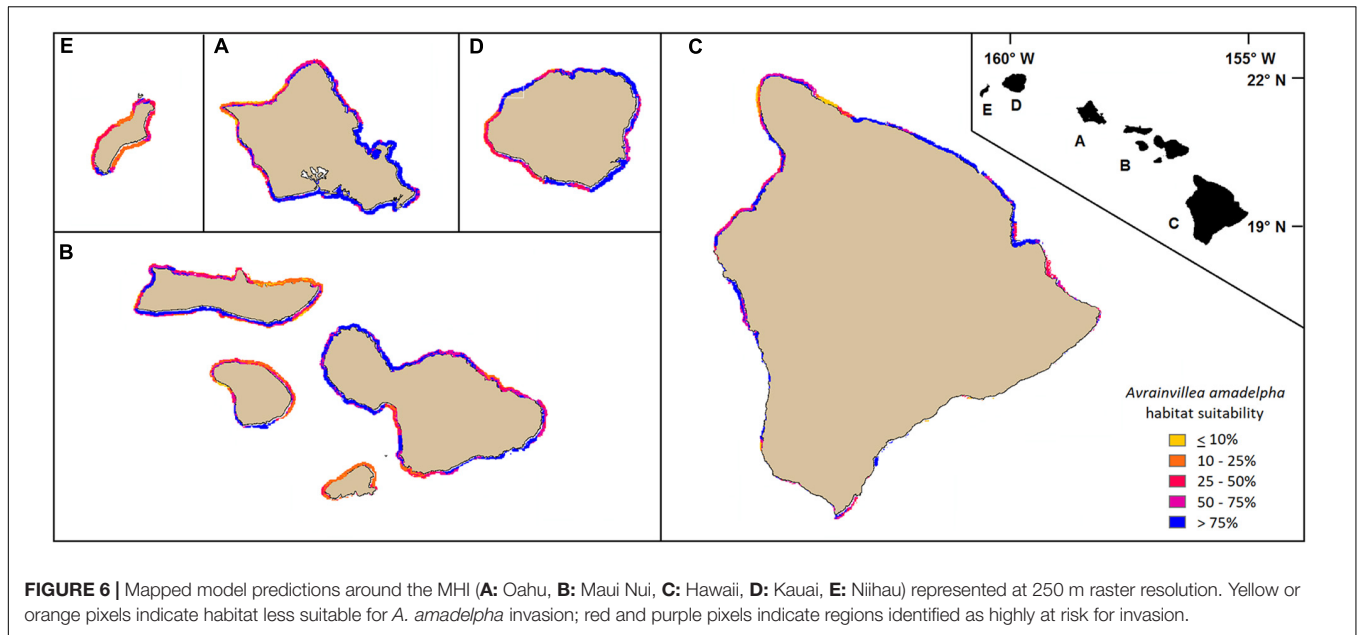 E
A
D
C
160° W
155° W
22° N
E
D
A
B
C
19° N
B
Avrainvillea amadelpha
habitat suitability
≤ 10%
10 - 25%
25 - 50%
50 - 75%
> 75%
FIGURE 6 | Mapped model predictions around the MHI (A: Oahu, B: Maui Nui, C: Hawaii, D: Kauai, E: Niihau) represented at 250 m raster resolution. Yellow or
orange pixels indicate habitat less suitable for A. amadelpha invasion; red and purple pixels indicate regions identified as highly at risk for invasion.